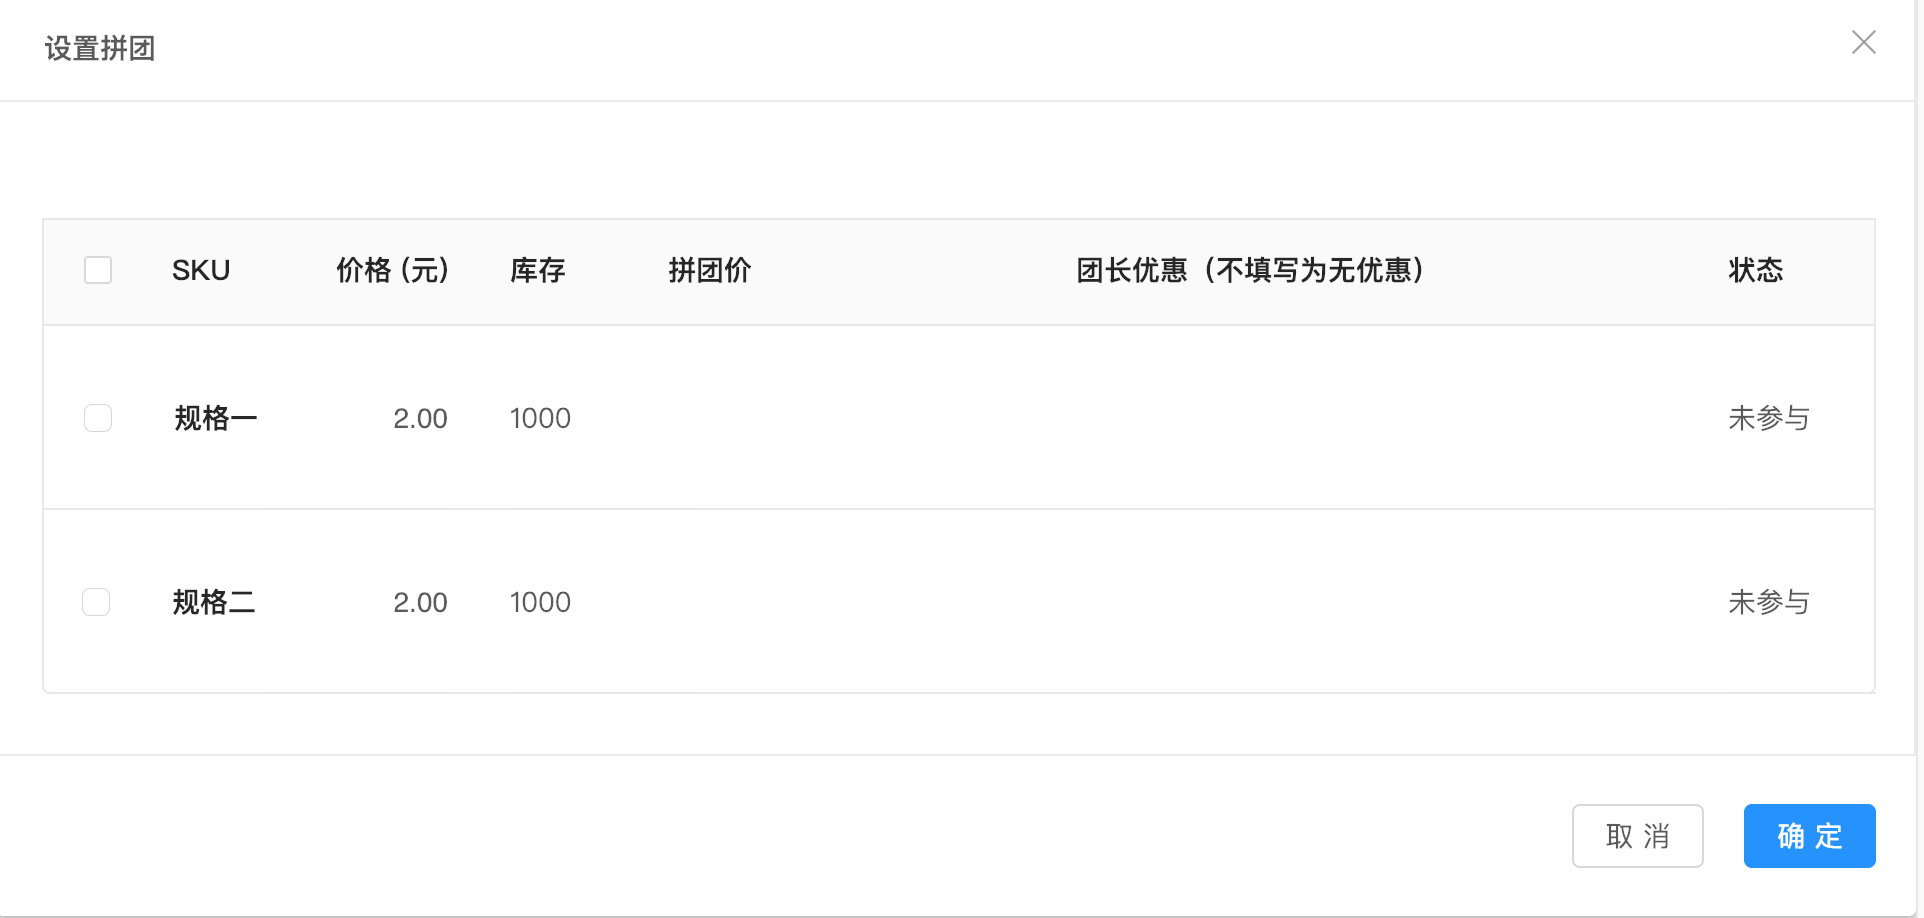 设置拼团
SKU 价格 (元) 库存 拼团价 团长优惠（不填写为无优惠） 状态
规格一 2.00 1000 未参与
规格二 2.00 1000 未参与
取 消 确 定